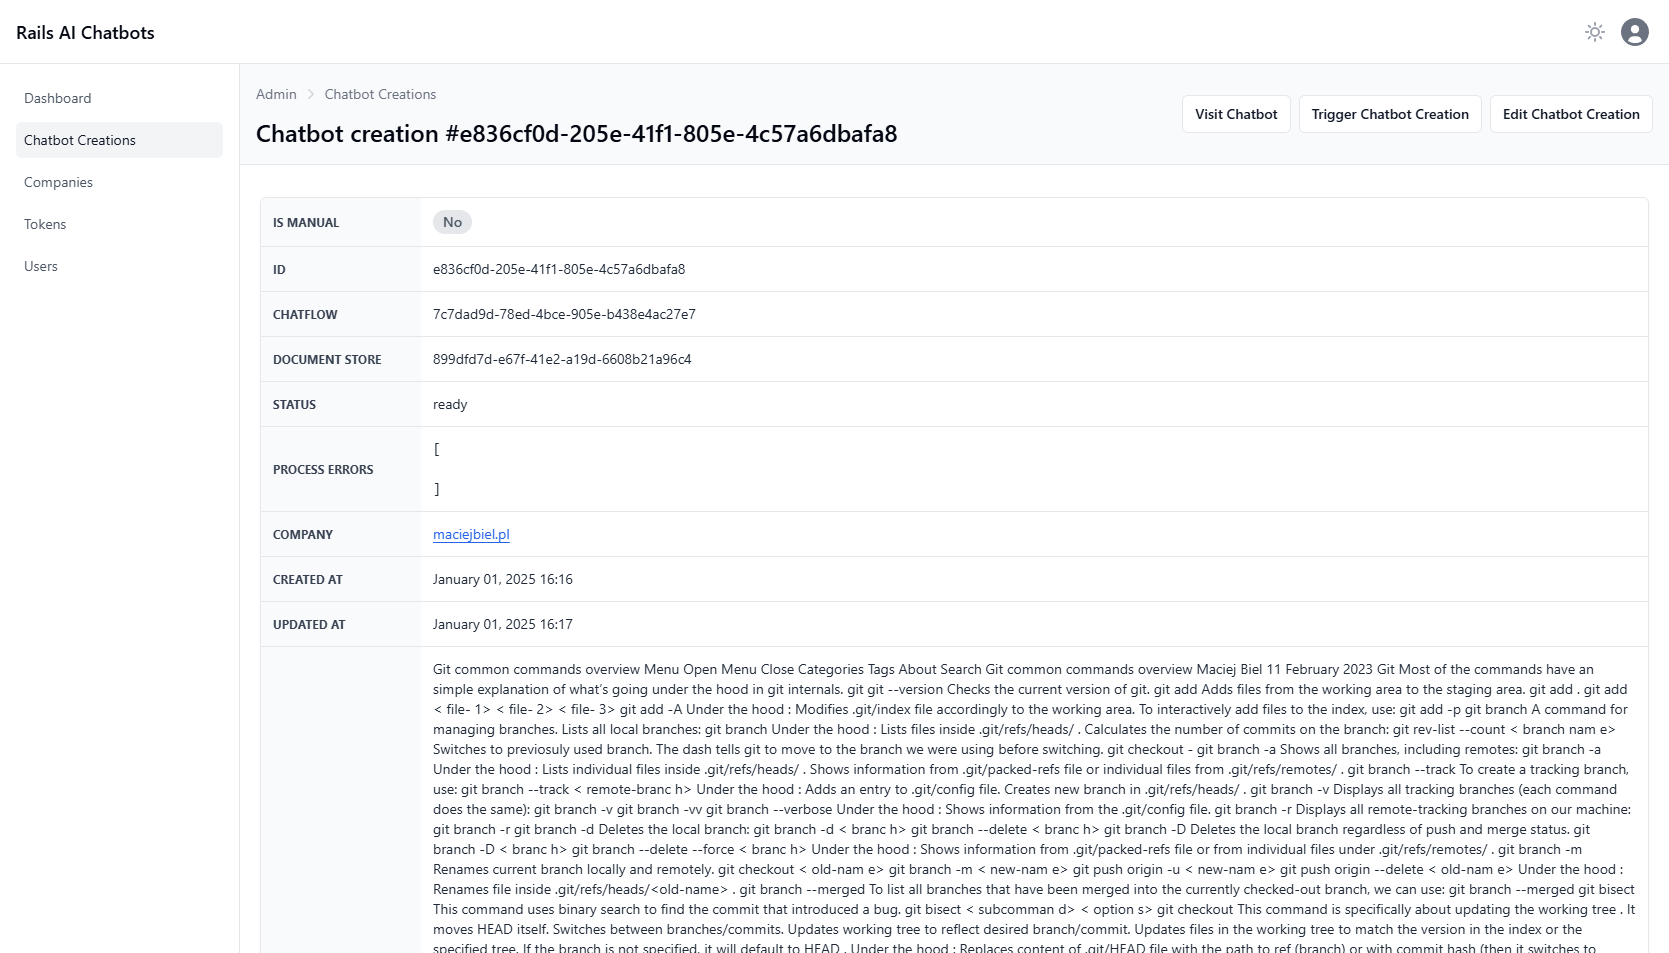 Rails AI Chatbots
Dashboard
Chatbot Creations
Companies
Tokens
Users
Admin > Chatbot Creations
Chatbot creation #e836cf0d-205e-41f1-805e-4c57a6dbafa8
Visit Chatbot
Trigger Chatbot Creation
Edit Chatbot Creation
IS MANUAL No
ID e836cf0d-205e-41f1-805e-4c57a6dbafa8
CHATFLOW 7c7dad9d-78ed-4bce-905e-b438e4ac27e7
DOCUMENT STORE 899dfd7d-e67f-41e2-a19d-6608b21a96c4
STATUS ready
PROCESS ERRORS [
]
COMPANY maciejbiel.pl
CREATED AT January 01, 2025 16:16
UPDATED AT January 01, 2025 16:17
Git common commands overview Menu Open Menu Close Categories Tags About Search Git common commands overview Maciej Biel 11 February 2023 Git Most of the commands have an
simple explanation of what's going under the hood in git internals. git git --version Checks the current version of git. git add Adds files from the working area to the staging area. git add . git add
< file- 1> < file- 2> < file- 3> git add -A Under the hood : Modifies .git/index file accordingly to the working area. To interactively add files to the index, use: git add -p git branch A command for
managing branches. Lists all local branches: git branch Under the hood : Lists files inside .git/refs/heads/ . Calculates the number of commits on the branch: git rev-list --count < branch nam e>
Switches to previosuly used branch. The dash tells git to move to the branch we were using before switching. git checkout - git branch -a Shows all branches, including remotes: git branch -a
Under the hood : Lists individual files inside .git/refs/heads/ . Shows information from .git/packed-refs file or individual files from .git/refs/remotes/ . git branch --track To create a tracking branch,
use: git branch --track < remote-branc h> Under the hood : Adds an entry to .git/config file. Creates new branch in .git/refs/heads/ . git branch -v Displays all tracking branches (each command
does the same): git branch -v git branch -vv git branch --verbose Under the hood : Shows information from the .git/config file. git branch -r Displays all remote-tracking branches on our machine:
git branch -r git branch -d Deletes the local branch: git branch -d < branc h> git branch --delete < branc h> git branch -D Deletes the local branch regardless of push and merge status. git
branch -D < branc h> git branch --delete --force < branc h> Under the hood : Shows information from .git/packed-refs file or from individual files under .git/refs/remotes/ . git branch -m
Renames current branch locally and remotely. git checkout < old-nam e> git branch -m < new-nam e> git push origin -u < new-nam e> git push origin --delete < old-nam e> Under the hood :
Renames file inside .git/refs/heads/<old-name> . git branch --merged To list all branches that have been merged into the currently checked-out branch, we can use: git branch --merged git bisect
This command uses binary search to find the commit that introduced a bug. git bisect < subcomman d> < option s> git checkout This command is specifically about updating the working tree . It
moves HEAD itself. Switches between branches/commits. Updates working tree to reflect desired branch/commit. Updates files in the working tree to match the version in the index or the
specified tree. If the branch is not specified, it will default to HEAD . Under the hood : Replaces content of .git/HEAD file with the path to ref (branch) or with commit hash (then it switches to